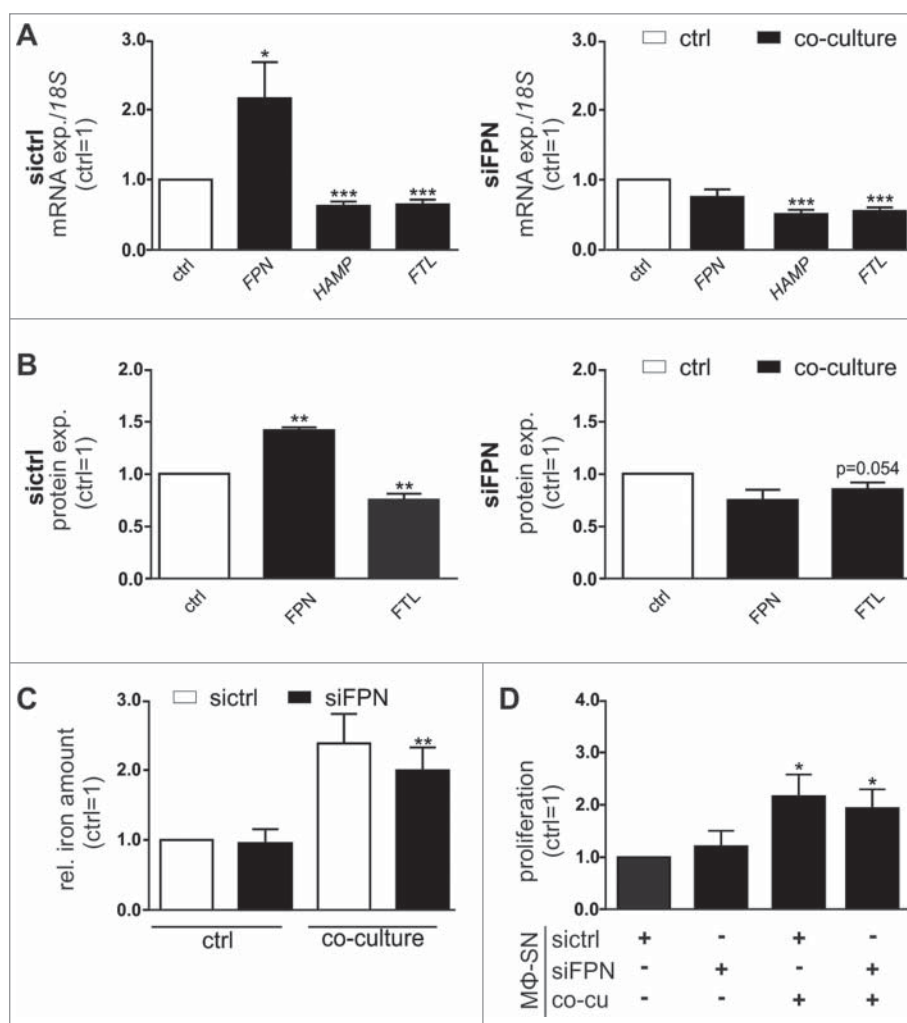 A
sictrl
mRNA exp./18S
(ctrl=1)
3.0
2.0
1.0
0.0
*
***
***
ctrl
FPN
HAMP
FTL
siFPN
mRNA exp./18S
(ctrl=1)
3.0
2.0
1.0
0.0
ctrl
co-culture
***
***
ctrl
FPN
HAMP
FTL
B
sictrl
protein exp.
(ctrl=1)
2.0
1.5
1.0
0.5
0.0
**
**
ctrl
FPN
FTL
siFPN
protein exp.
(ctrl=1)
2.0
1.5
1.0
0.5
0.0
ctrl
co-culture
p=0.054
ctrl
FPN
FTL
C
rel. iron amount
(ctrl=1)
3.0
2.0
1.0
0.0
sictrl
siFPN
**
ctrl
co-culture
D
proliferation
(ctrl=1)
4.0
3.0
2.0
1.0
0.0
*
*
MΦ-SN
sictrl + - + -
siFPN - + - +
co-cu - - + +